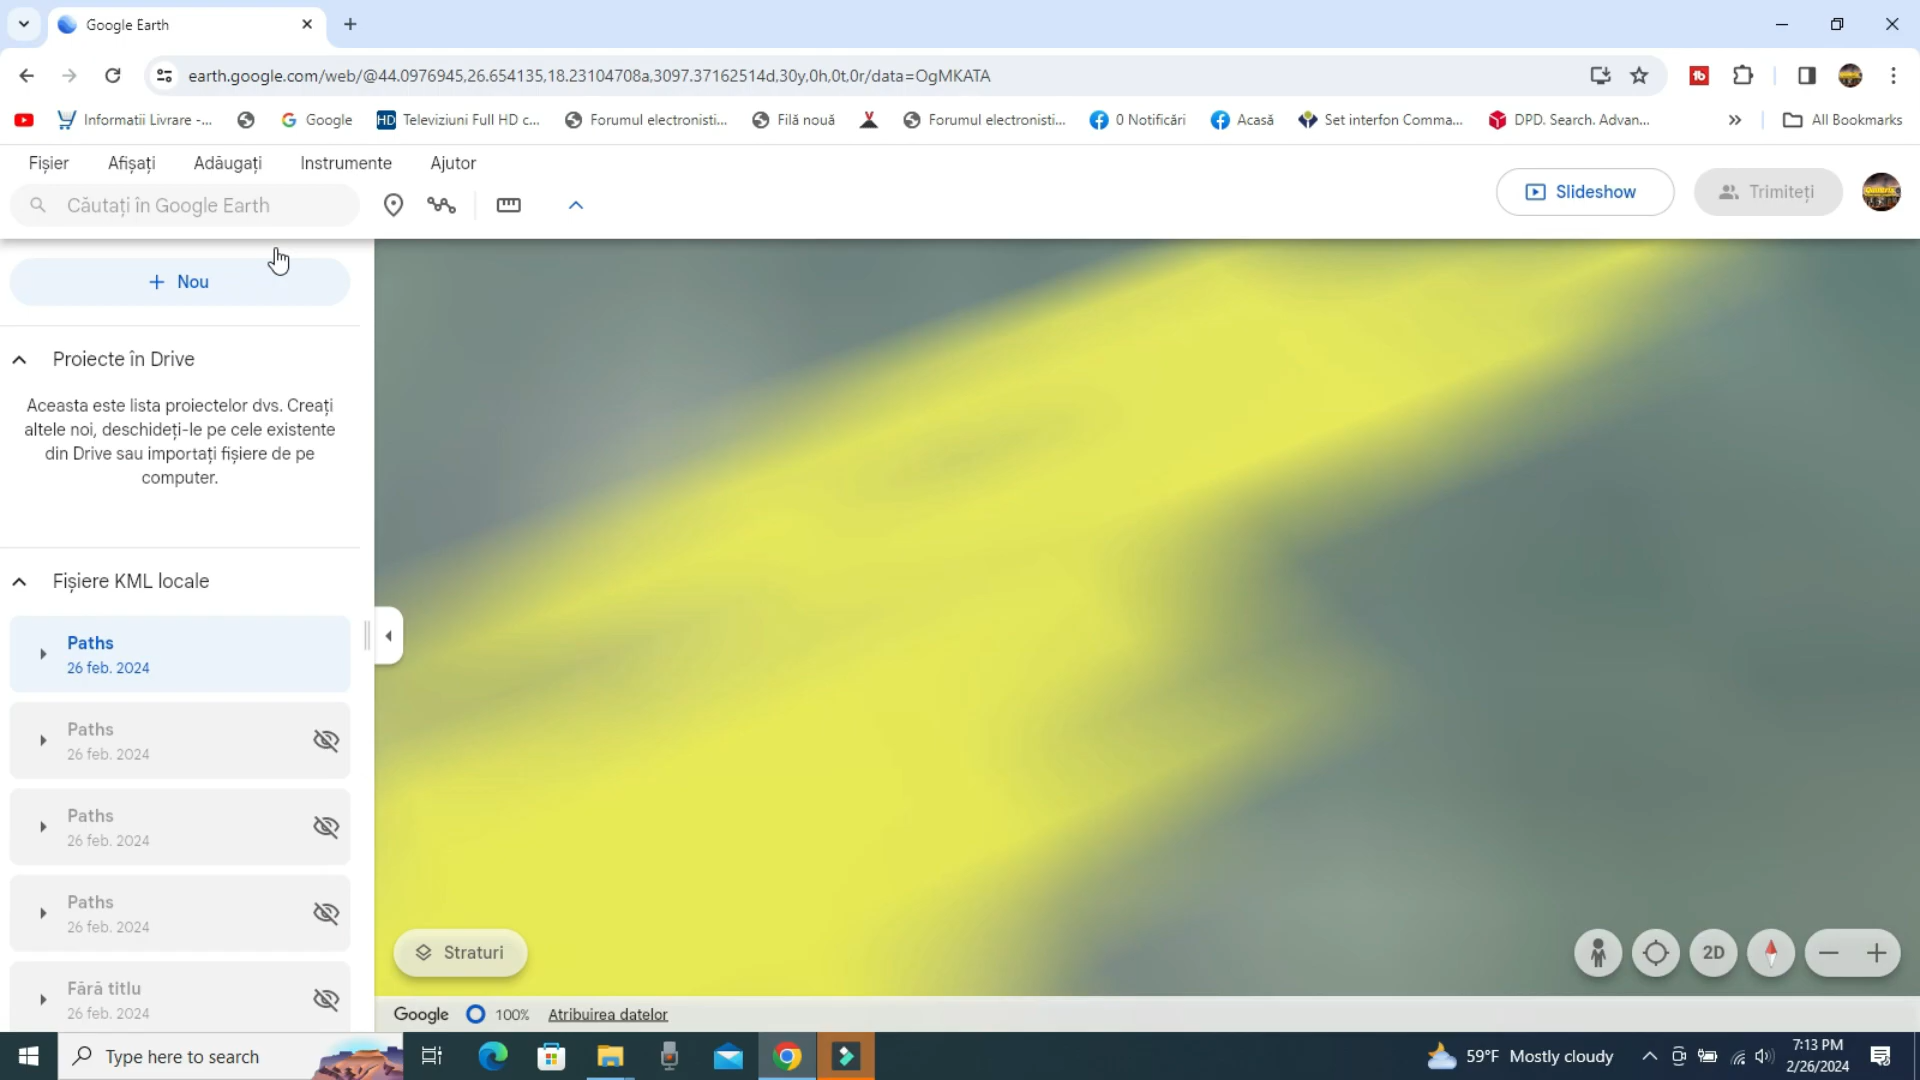 Google Earth
earth.google.com/web/@44.0976945,26.654135,18.23104708a,3097.37162514d,30y,0h,0t,0r/data=OgMKATA
Informatii Livrare -...
Google
HD Televiziuni Full HD c...
Forumul electronisti...
Filă nouă
Forumul electronisti...
0 Notificări
Acasă
Set interfon Comma...
DPD. Search. Advan...
All Bookmarks
Fișier Afișați Adăugați Instrumente Ajutor
Căutați în Google Earth
Slideshow
Trimiteți
Nou
Proiecte în Drive
Aceasta este lista proiectelor dvs. Creați
altele noi, deschideți-le pe cele existente
din Drive sau importați fișiere de pe
computer.
Fișiere KML locale
Paths
26 feb. 2024
Paths
26 feb. 2024
Paths
26 feb. 2024
Paths
26 feb. 2024
Fără titlu
26 feb. 2024
Straturi
2D
Google 100% Atribuirea datelor
Type here to search
59°F Mostly cloudy
7:13 PM
2/26/2024